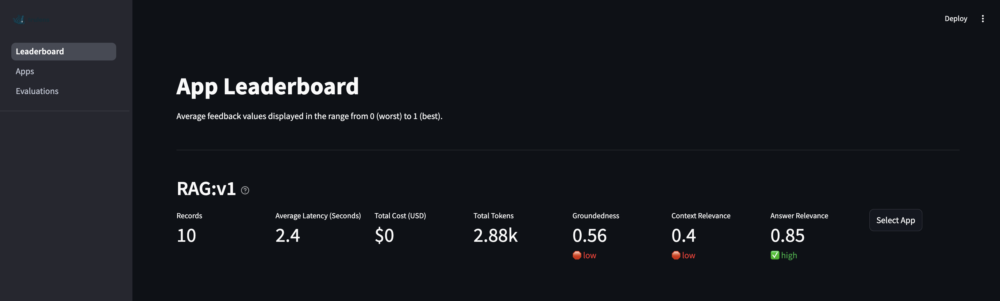 Deploy
Leaderboard
Apps
Evaluations
App Leaderboard
Average feedback values displayed in the range from 0 (worst) to 1 (best).
RAG:v1
Records
10
Average Latency (Seconds)
2.4
Total Cost (USD)
$0
Total Tokens
2.88k
Groundedness
0.56
low
Context Relevance
0.4
low
Answer Relevance
0.85
high
Select App